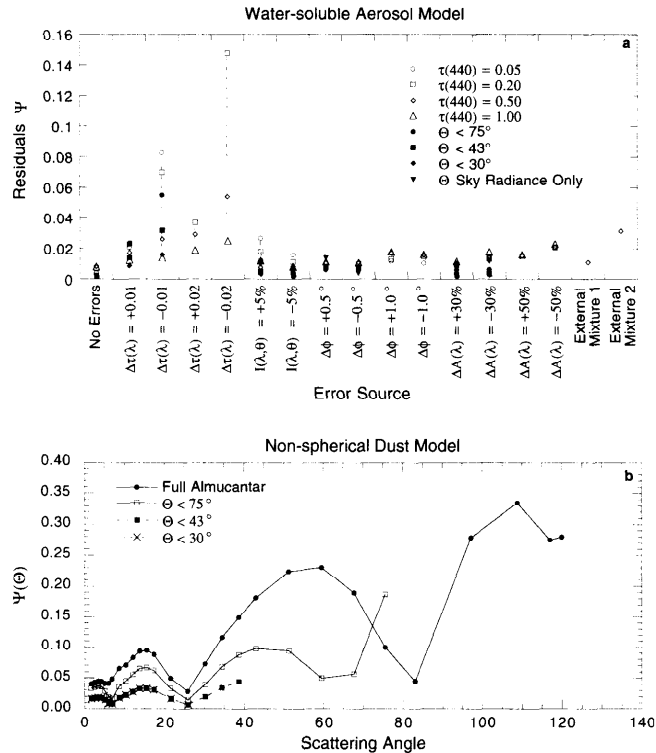 Water-soluble Aerosol Model
a
0.16
0.14
0.12
0.1
0.08
0.06
0.04
0.02
0
Residuals Ψ
τ(440) = 0.05
τ(440) = 0.20
τ(440) = 0.50
τ(440) = 1.00
Θ < 75°
Θ < 43°
Θ < 30°
Θ Sky Radiance Only
No Errors
Δτ(λ) = +0.01
Δτ(λ) = −0.01
Δτ(λ) = +0.02
Δτ(λ) = −0.02
I(λ,θ) = +5%
I(λ,θ) = −5%
Δϕ = +0.5°
Δϕ = −0.5°
Δϕ = +1.0°
Δϕ = −1.0°
ΔA(λ) = +30%
ΔA(λ) = −30%
ΔA(λ) = +50%
ΔA(λ) = −50%
External Mixture 1
External Mixture 2
Error Source
Non-spherical Dust Model
b
0.40
0.30
0.20
0.10
0.05
0.00
Ψ(Θ)
Full Almucantar
Θ < 75°
Θ < 43°
Θ < 30°
0 20 40 60 80 100 120 140
Scattering Angle